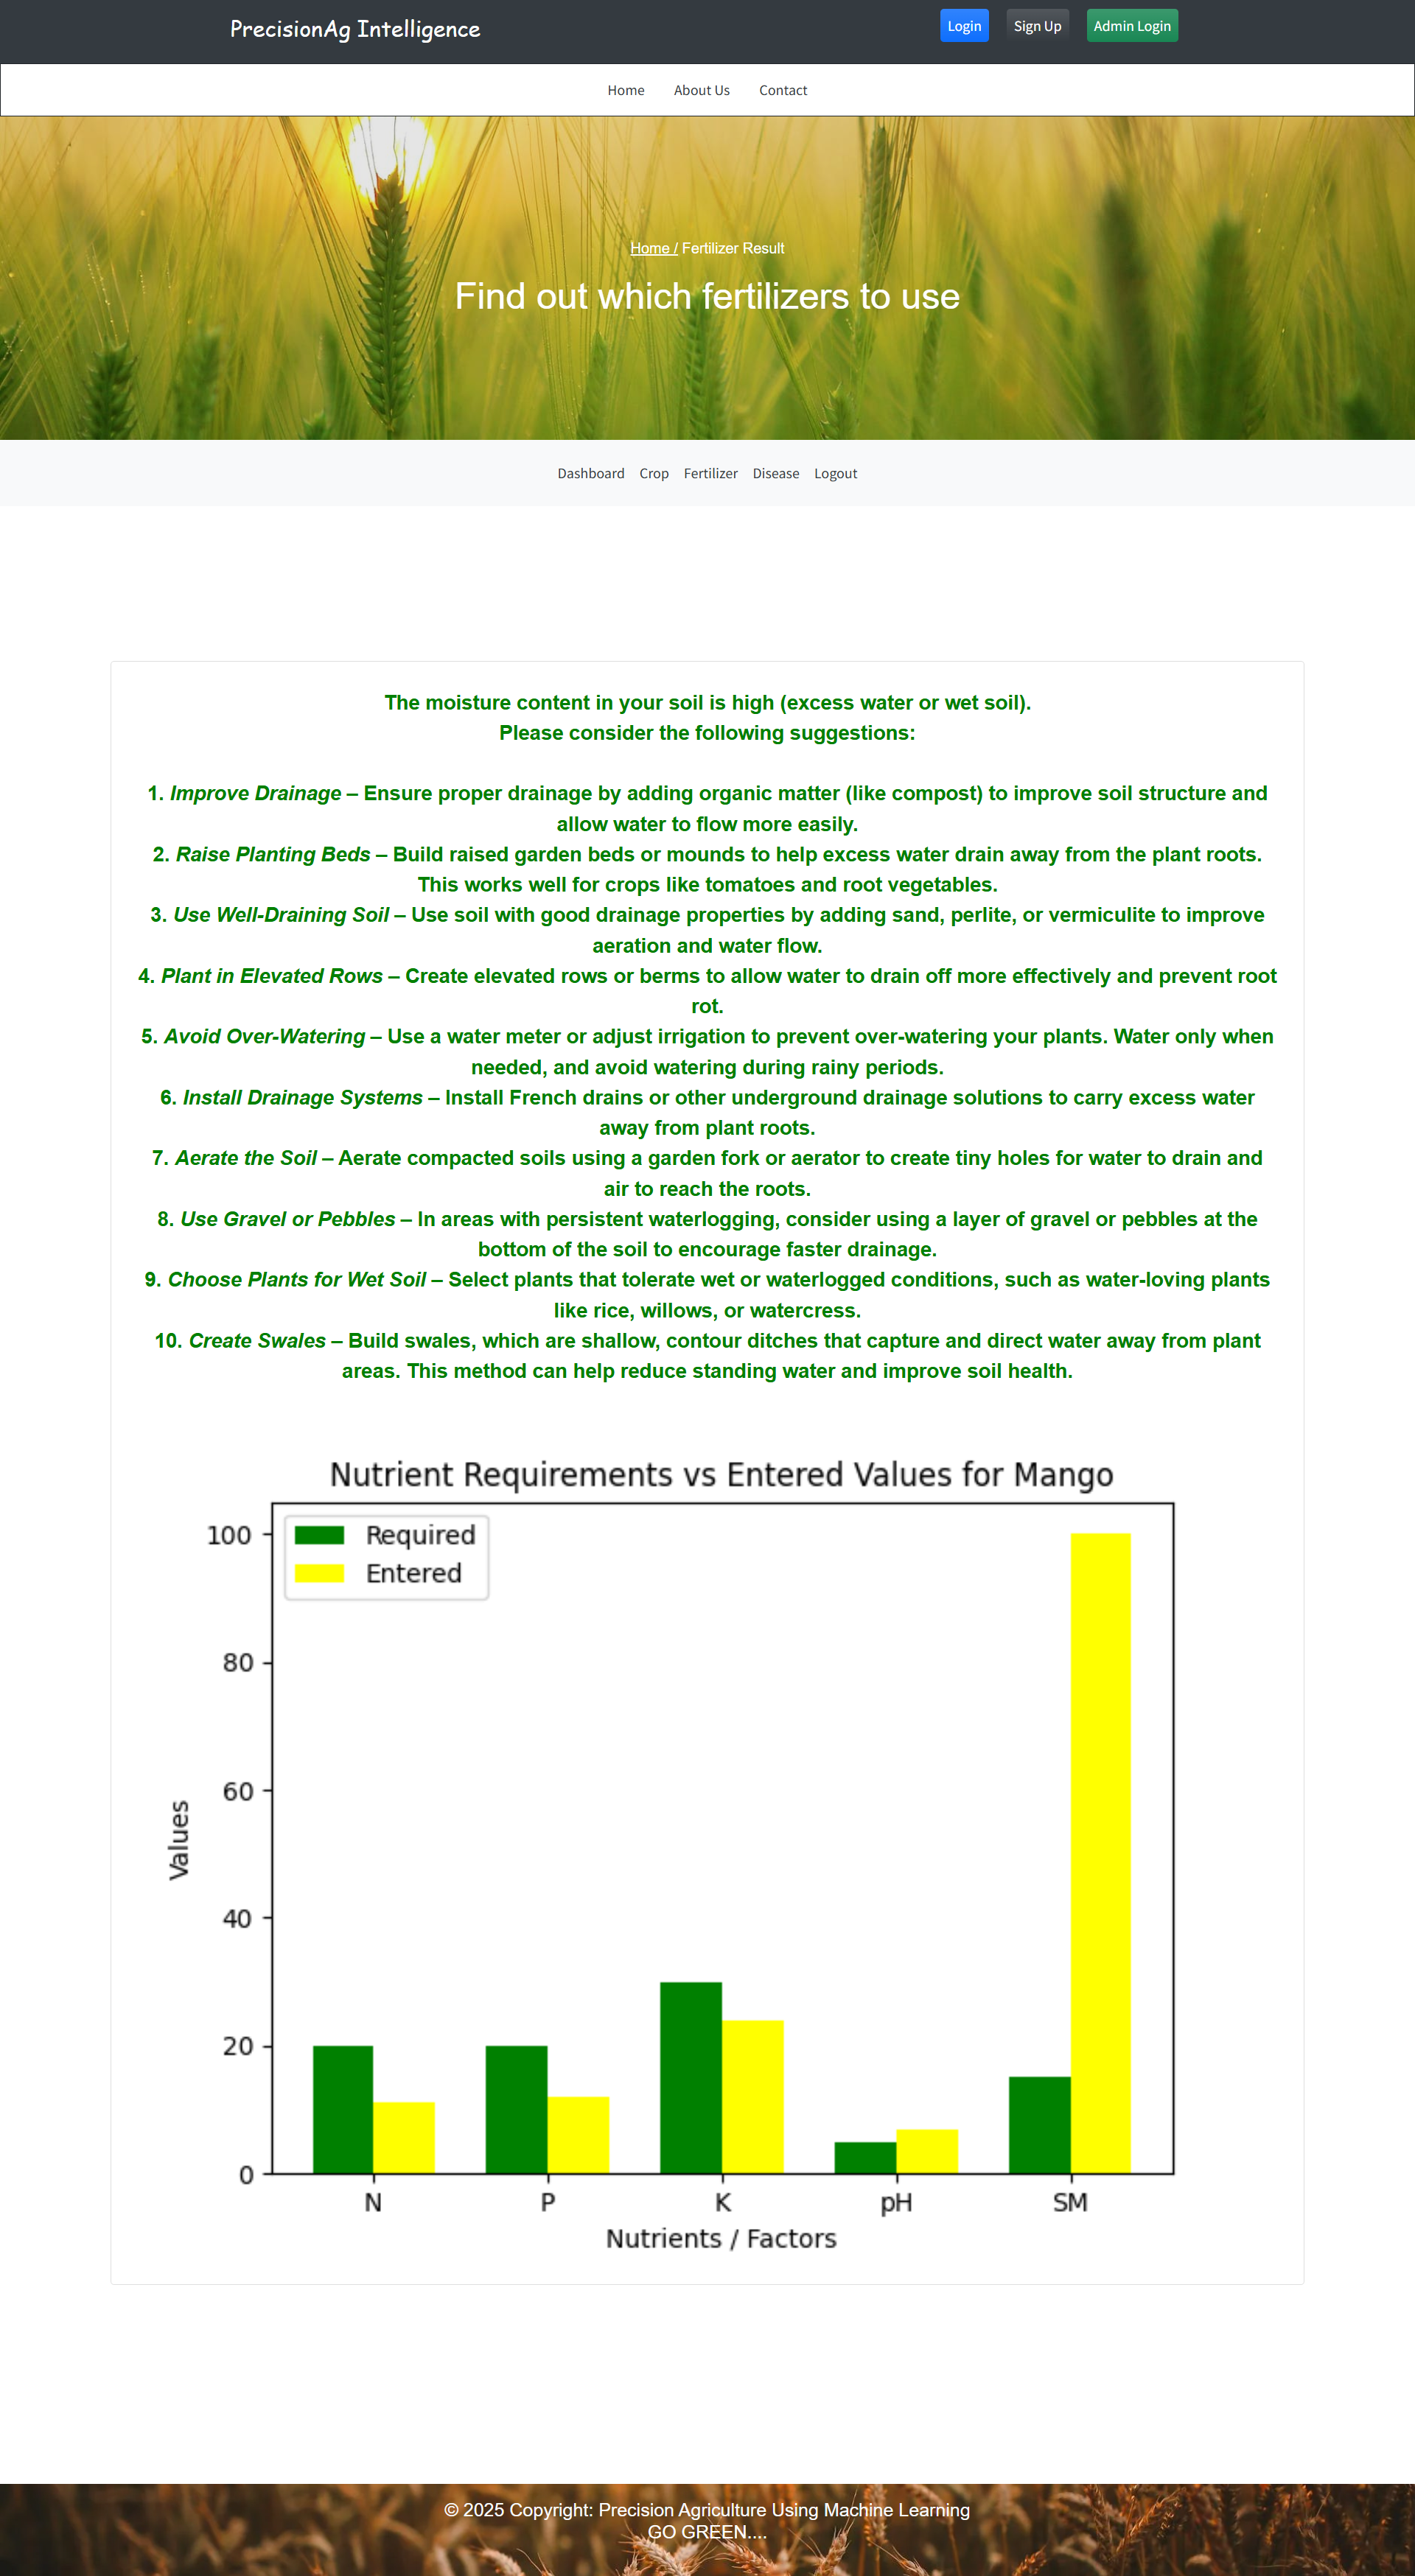 PrecisionAg Intelligence
Login Sign Up Admin Login
Home About Us Contact
Home / Fertilizer Result
Find out which fertilizers to use
Dashboard Crop Fertilizer Disease Logout
The moisture content in your soil is high (excess water or wet soil).
Please consider the following suggestions:
1. Improve Drainage – Ensure proper drainage by adding organic matter (like compost) to improve soil structure and
allow water to flow more easily.
2. Raise Planting Beds – Build raised garden beds or mounds to help excess water drain away from the plant roots.
This works well for crops like tomatoes and root vegetables.
3. Use Well-Draining Soil – Use soil with good drainage properties by adding sand, perlite, or vermiculite to improve
aeration and water flow.
4. Plant in Elevated Rows – Create elevated rows or berms to allow water to drain off more effectively and prevent root
rot.
5. Avoid Over-Watering – Use a water meter or adjust irrigation to prevent over-watering your plants. Water only when
needed, and avoid watering during rainy periods.
6. Install Drainage Systems – Install French drains or other underground drainage solutions to carry excess water
away from plant roots.
7. Aerate the Soil – Aerate compacted soils using a garden fork or aerator to create tiny holes for water to drain and
air to reach the roots.
8. Use Gravel or Pebbles – In areas with persistent waterlogging, consider using a layer of gravel or pebbles at the
bottom of the soil to encourage faster drainage.
9. Choose Plants for Wet Soil – Select plants that tolerate wet or waterlogged conditions, such as water-loving plants
like rice, willows, or watercress.
10. Create Swales – Build swales, which are shallow, contour ditches that capture and direct water away from plant
areas. This method can help reduce standing water and improve soil health.
Nutrient Requirements vs Entered Values for Mango
Required
Entered
100
80
60
40
20
0
Values
N P K pH SM
Nutrients / Factors
© 2025 Copyright: Precision Agriculture Using Machine Learning
GO GREEN....